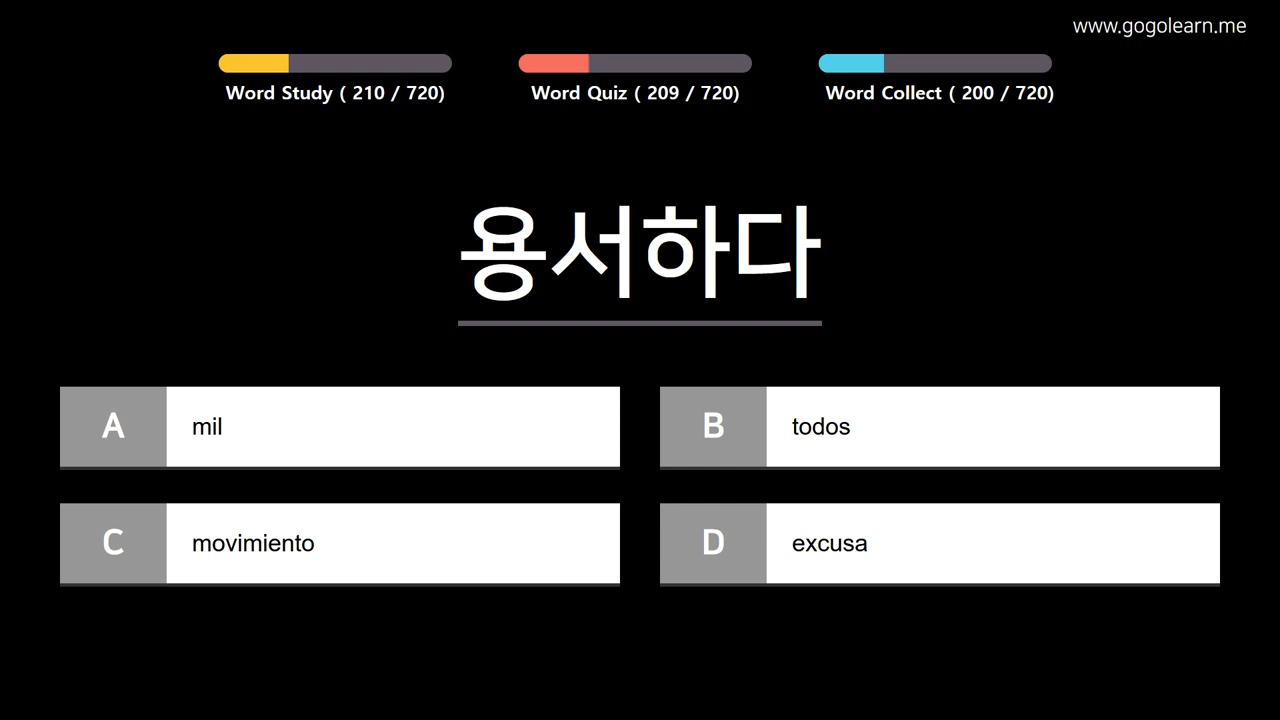 www.gogolearn.me
Word Study ( 210 / 720)
Word Quiz ( 209 / 720)
Word Collect ( 200 / 720)
용서하다
A mil
B todos
C movimiento
D excusa